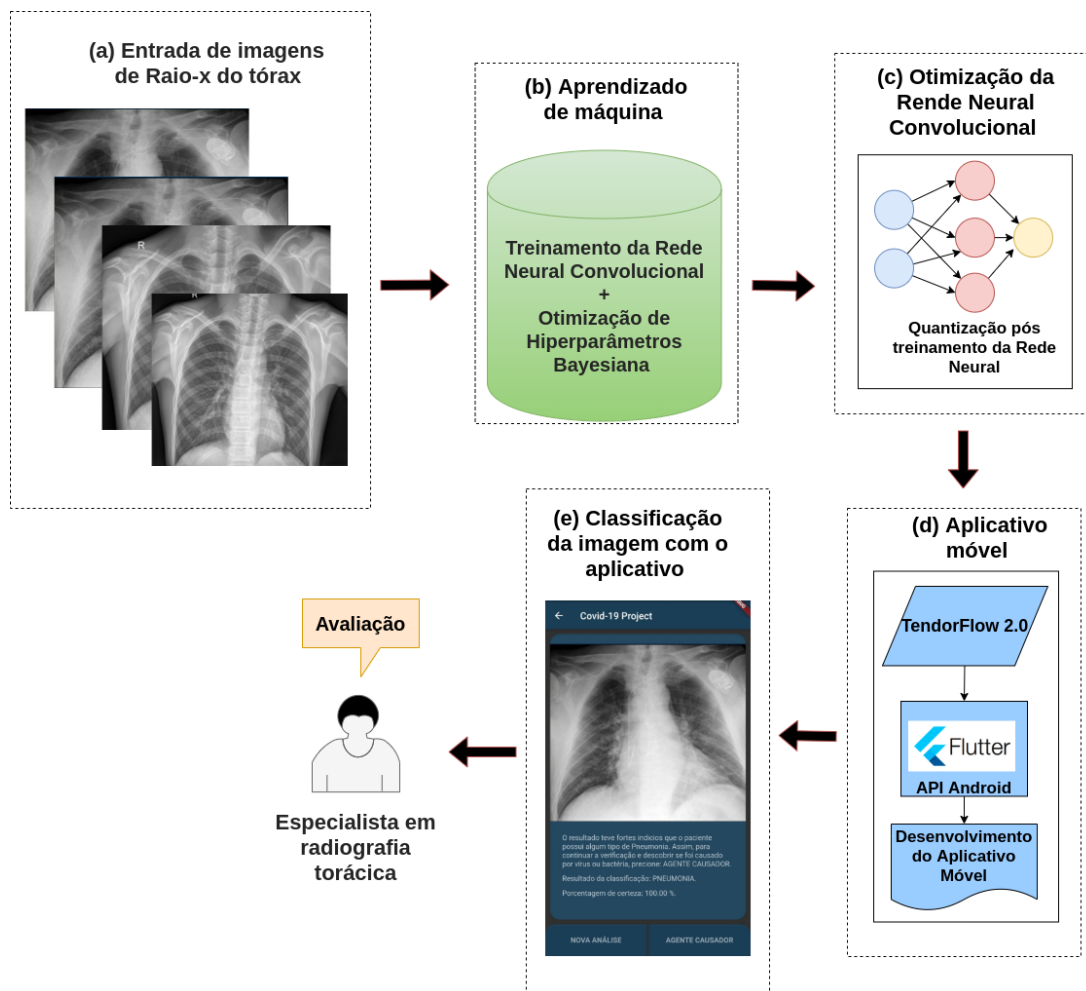 (a) Entrada de imagens
de Raio-x do tórax
R
R
(b) Aprendizado
de máquina
Treinamento da Rede
Neural Convolucional
+
Otimização de
Hiperparâmetros
Bayesiana
(c) Otimização da
Rende Neural
Convolucional
Quantização pós
treinamento da Rede
Neural
(d) Aplicativo
móvel
TendorFlow 2.0
Flutter
API Android
Desenvolvimento
do Aplicativo
Móvel
(e) Classificação
da imagem com o
aplicativo
Covid-19 Project
O resultado teve fortes indicios que o paciente
possui algum tipo de Pneumonia. Assim, para
continuar a verificação e descobrir se foi causado
por vírus ou bactéria, precione: AGENTE CAUSADOR.
Resultado da classificação: PNEUMONIA.
Porcentagem de certeza: 100.00 %.
NOVA ANÁLISE
AGENTE CAUSADOR
Avaliação
Especialista em
radiografia
torácica